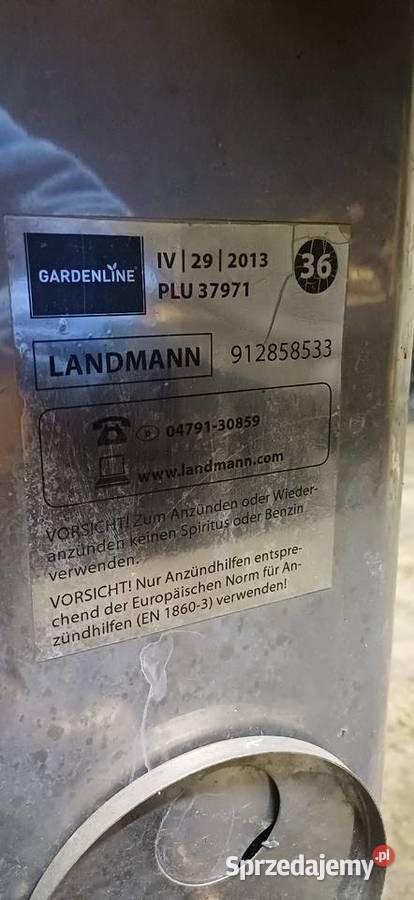 GARDENLINE
IV | 29 | 2013
PLU 37971
36
LANDMANN
912858533
D 04791-30859
www.landmann.com
VORSICHT! Zum Anzünden oder Wieder-
anzünden keinen Spiritus oder Benzin
verwenden.
VORSICHT! Nur Anzündhilfen entspre-
chend der Europäischen Norm für An-
zündhilfen (EN 1860-3) verwenden!
Sprzedajemy.pl